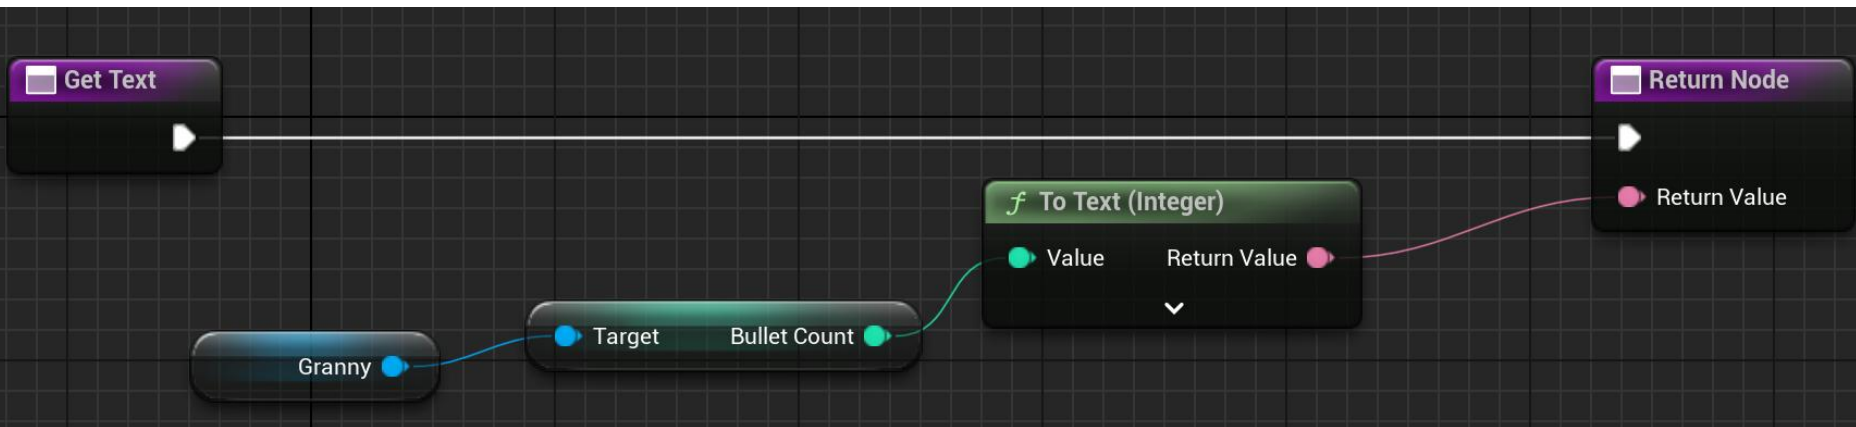 Get Text
Return Node
Return Value
To Text (Integer)
Value Return Value
Target Bullet Count
Granny